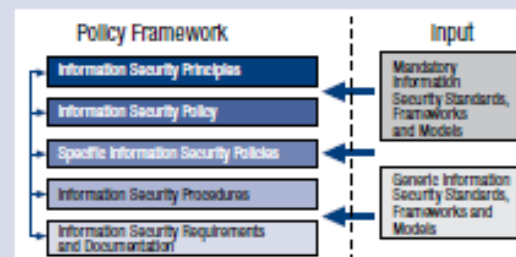 Policy Framework
Input
Information Security Principles
Information Security Policy
Specific Information Security Policies
Information Security Procedures
Information Security Requirements
and Documentation
Mandatory
Information
Security Standards,
Frameworks
and Models
Generic Information
Security Standards,
Frameworks and
Models